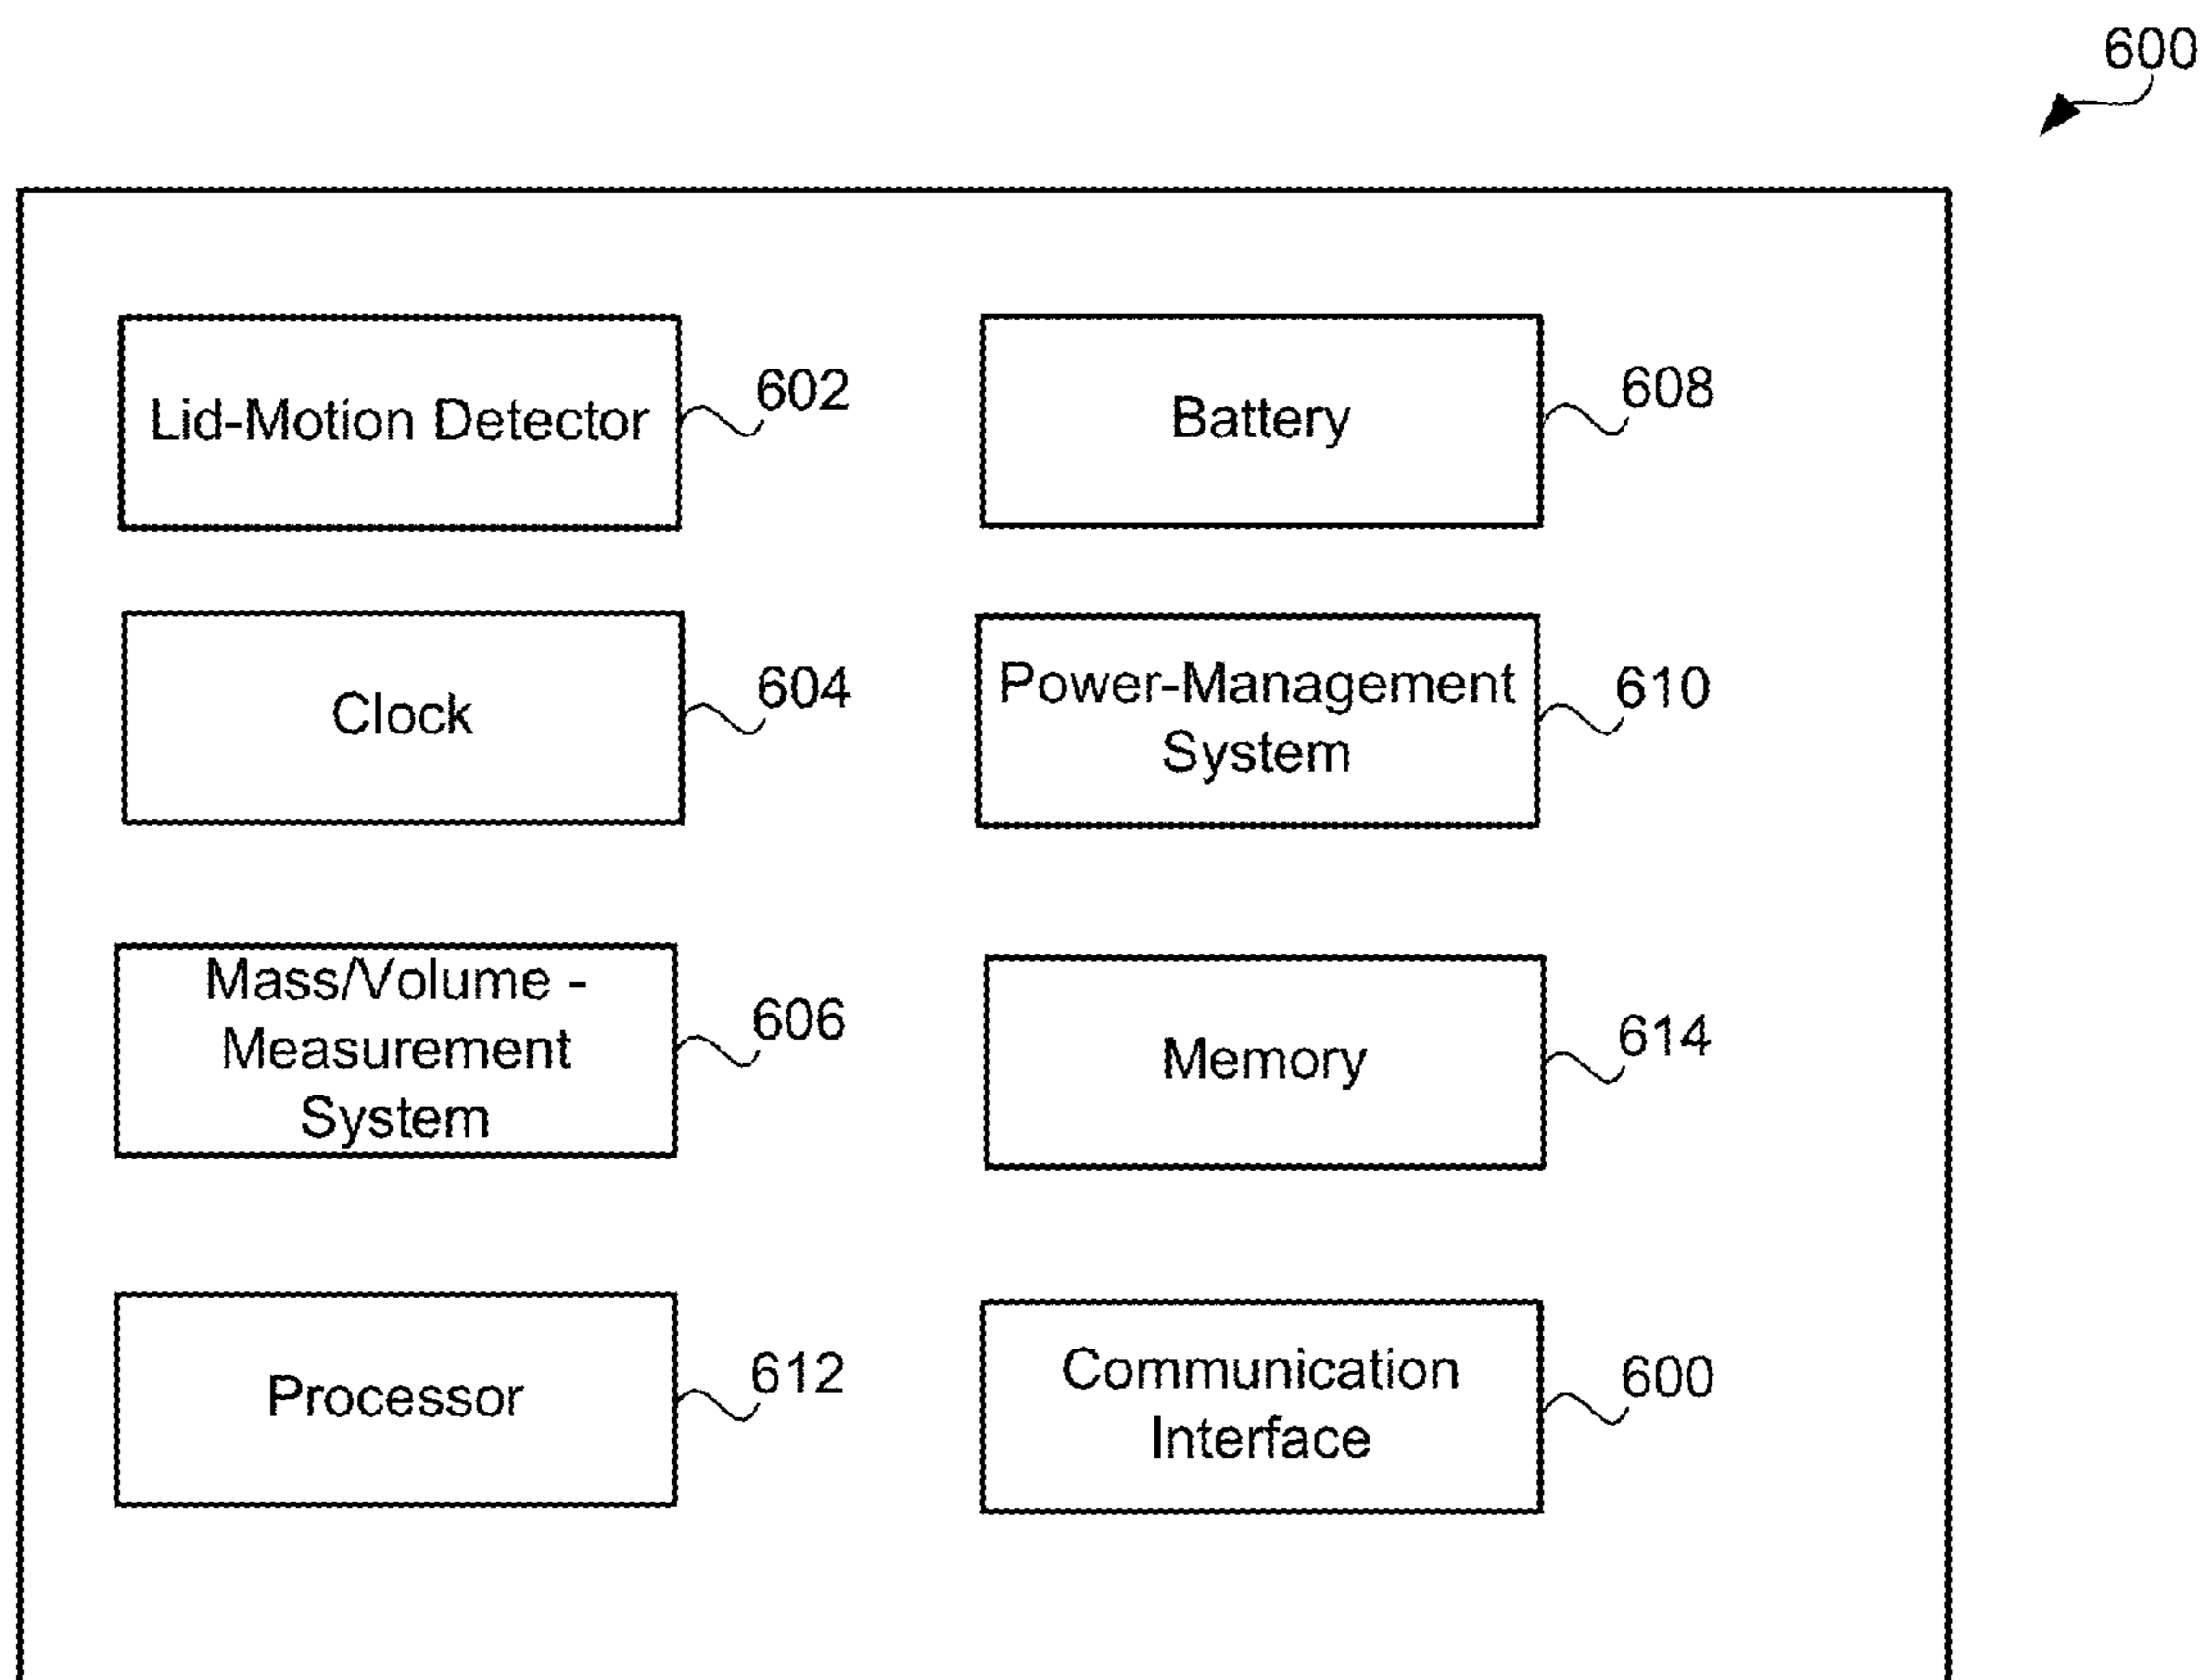 600
Lid-Motion Detector
602
Battery
608
Clock
604
Power-Management
System
610
Mass/Volume -
Measurement
System
606
Memory
614
Processor
612
Communication
Interface
600